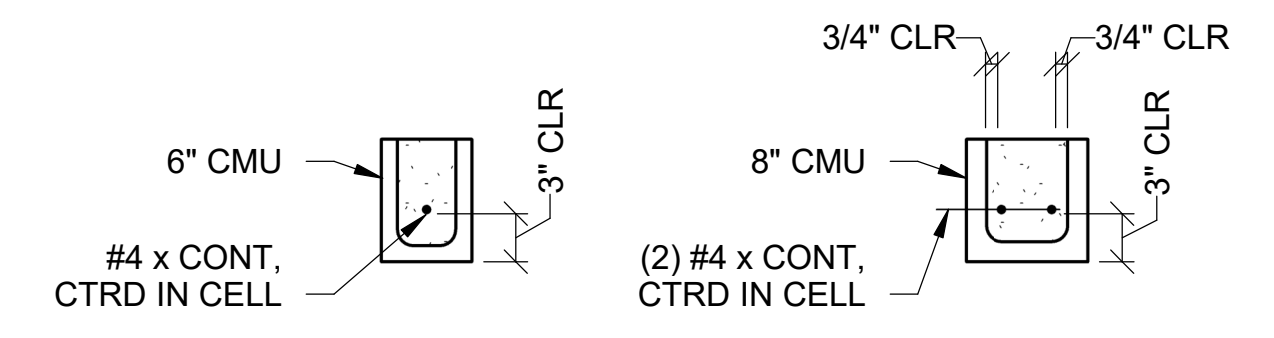 6" CMU
#4 x CONT,
CTRD IN CELL
3" CLR
3/4" CLR
3/4" CLR
8" CMU
(2) #4 x CONT,
CTRD IN CELL
3" CLR